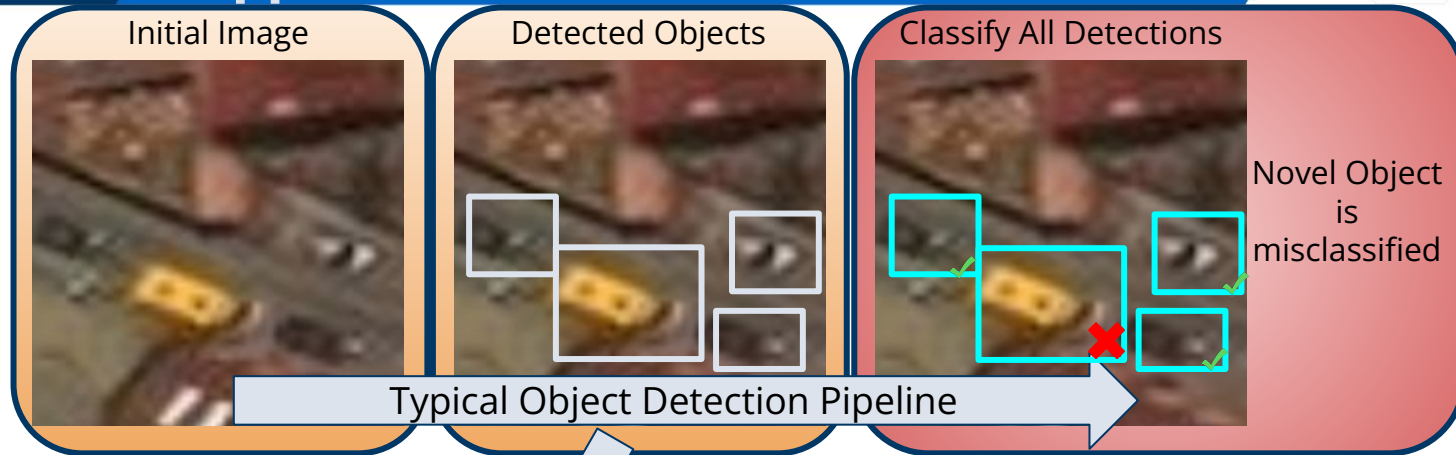 Initial Image
Detected Objects
Classify All Detections
Novel Object
is
misclassified
Typical Object Detection Pipeline